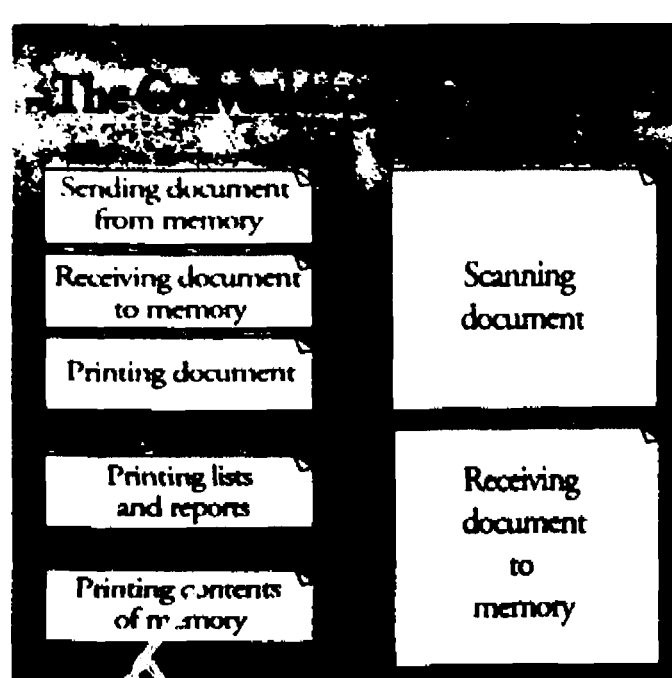 The
Sending document
from memory
Receiving document
to memory
Printing document
Printing lists
and reports
Printing contents
of memory
Scanning
document
Receiving
document
to
memory